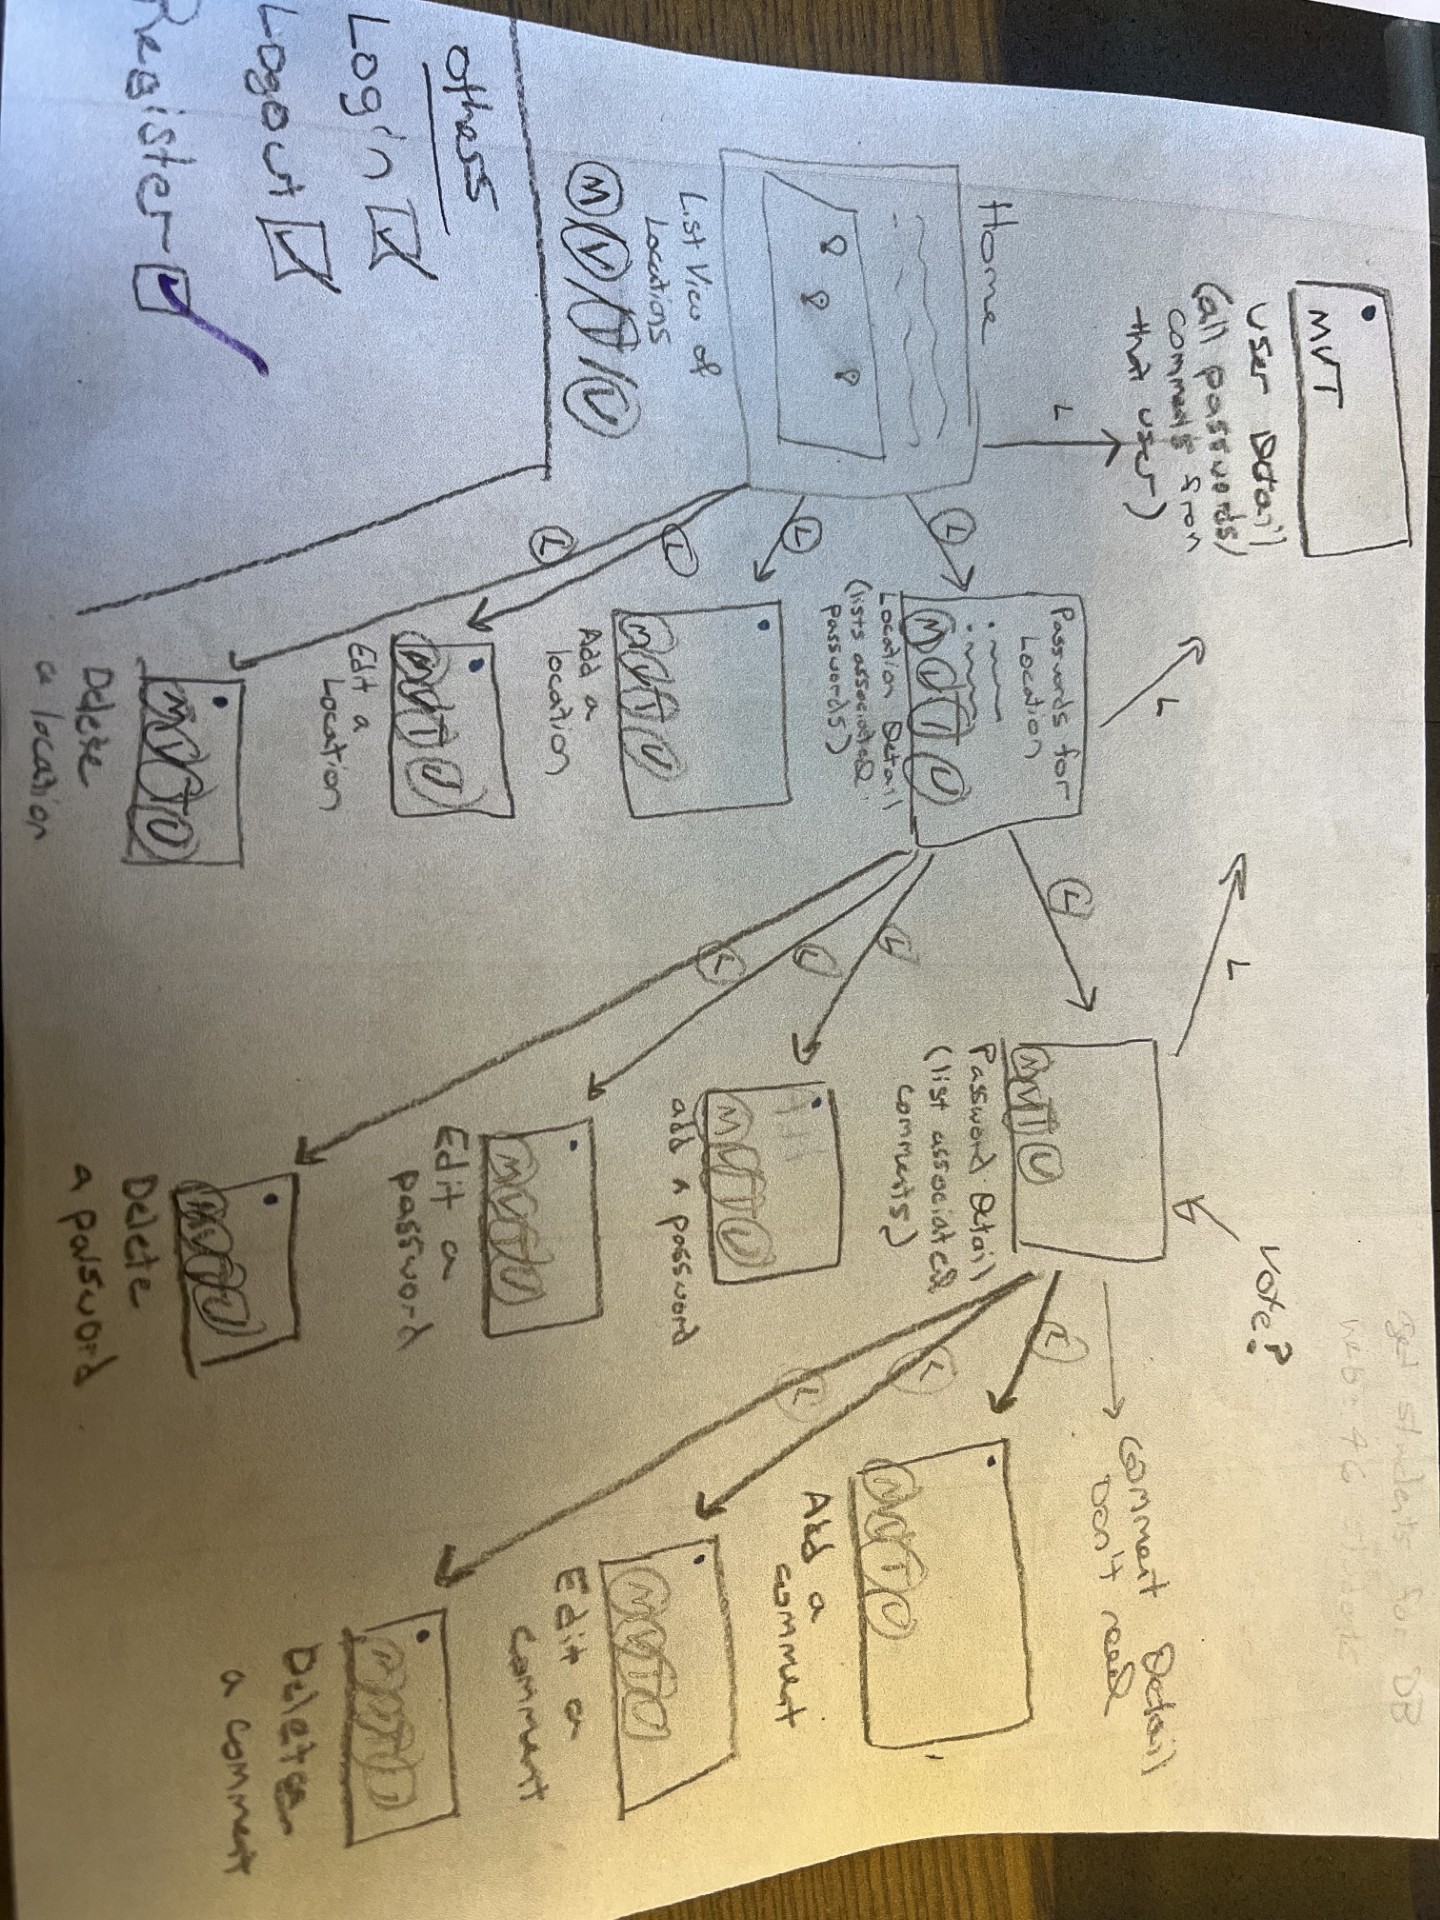 MVT
User Detail
(all passwords)
comments from
that user)
L
L
L
Home
List View of
Locations
M V T U
L
L
L
L
Passwords for
Location
M V T U
Location Detail
(lists associated
passwords)
M V T U
Add a
location
M V T U
Edit a
Location
M V T U
Delete
a location
L
L
L
L
Vote?
M V T U
Password Detail
(list associated
comments)
M V T U
add a password
M V T U
Edit a
password
M V T U
Delete
a password
L
L
L
Comment Detail
Don't need
M V T U
Add a
comment
M V T U
Edit a
comment
M V T U
Delete
a comment
others
Login
Logout
Register
get students for DB